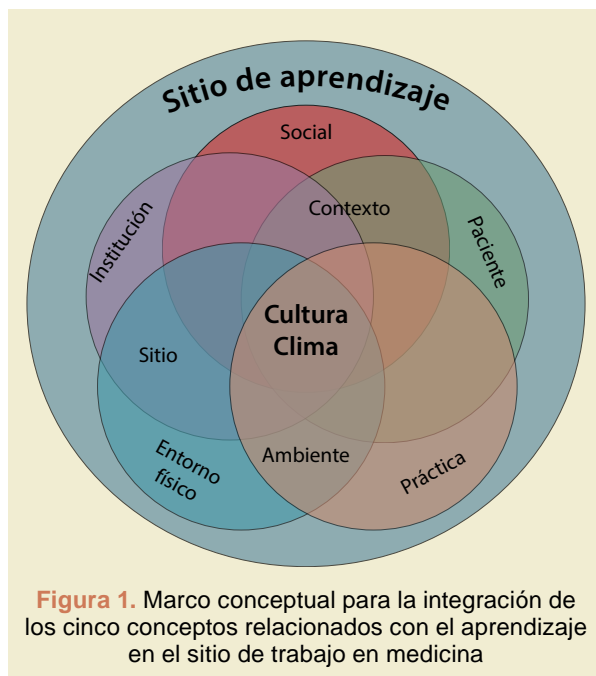 Sitio de aprendizaje
Social
Contexto
Institución
Paciente
Cultura
Clima
Sitio
Ambiente
Entorno
físico
Práctica
Figura 1. Marco conceptual para la integración de
los cinco conceptos relacionados con el aprendizaje
en el sitio de trabajo en medicina